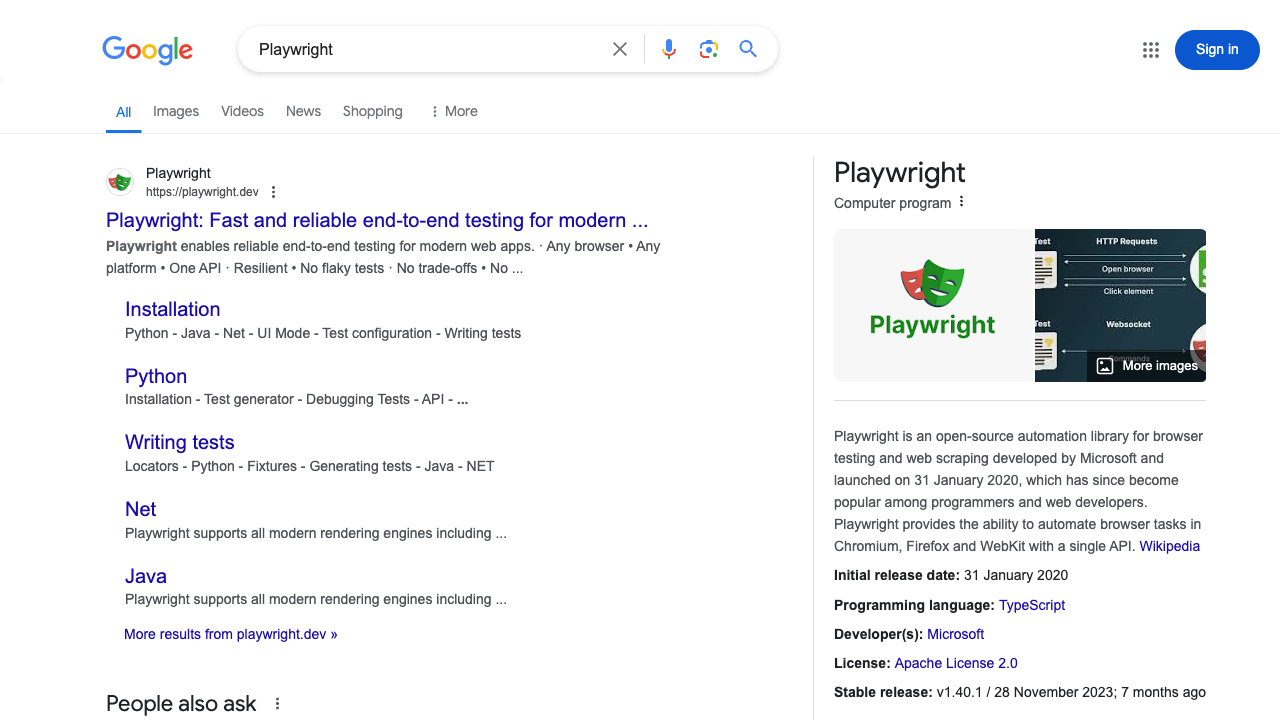 Google
Playwright
Sign in
All
Images
Videos
News
Shopping
More
Playwright
https://playwright.dev
Playwright: Fast and reliable end-to-end testing for modern ...
Playwright enables reliable end-to-end testing for modern web apps. · Any browser • Any
platform • One API · Resilient • No flaky tests · No trade-offs • No ...
Installation
Python - Java - Net - UI Mode - Test configuration - Writing tests
Python
Installation - Test generator - Debugging Tests - API - ...
Writing tests
Locators - Python - Fixtures - Generating tests - Java - NET
Net
Playwright supports all modern rendering engines including ...
Java
Playwright supports all modern rendering engines including ...
More results from playwright.dev »
People also ask
Playwright
Computer program
Playwright
Test
HTTP Requests
Open browser
Click element
Test
Websocket
Commands
More images
Playwright is an open-source automation library for browser
testing and web scraping developed by Microsoft and
launched on 31 January 2020, which has since become
popular among programmers and web developers.
Playwright provides the ability to automate browser tasks in
Chromium, Firefox and WebKit with a single API. Wikipedia
Initial release date: 31 January 2020
Programming language: TypeScript
Developer(s): Microsoft
License: Apache License 2.0
Stable release: v1.40.1 / 28 November 2023; 7 months ago